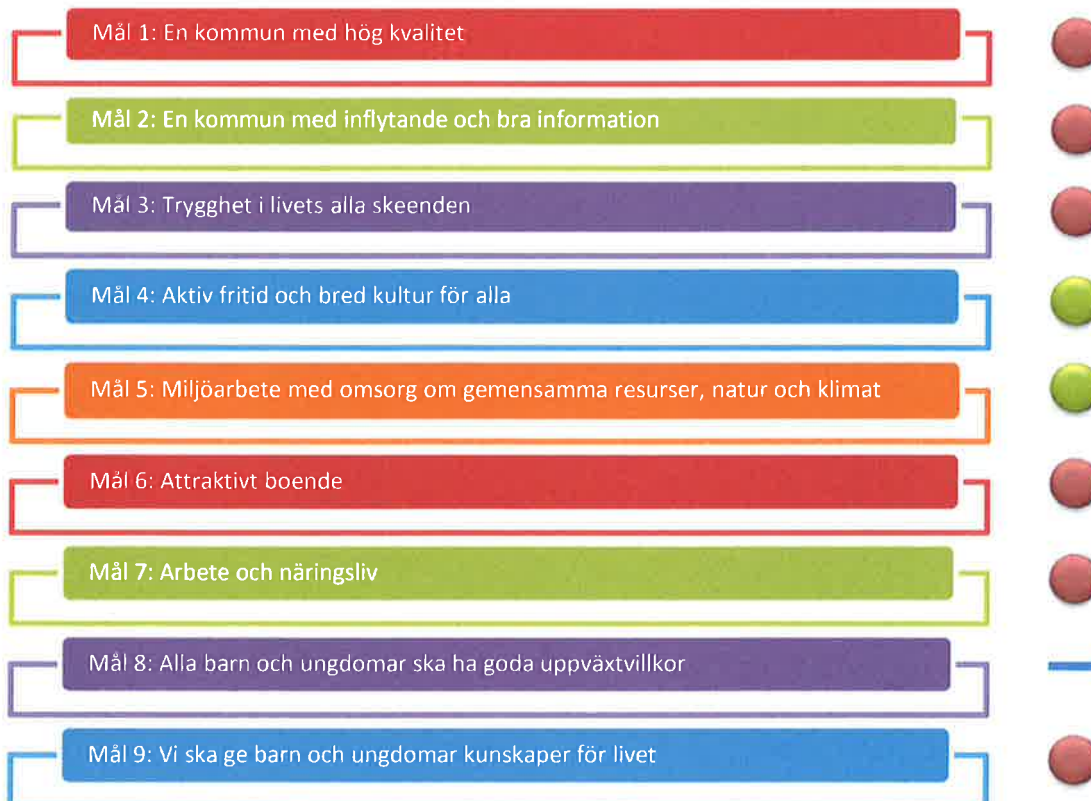 Mål 1: En kommun med hög kvalitet
Mål 2: En kommun med inflytande och bra information
Mål 3: Trygghet i livets alla skeenden
Mål 4: Aktiv fritid och bred kultur för alla
Mål 5: Miljöarbete med omsorg om gemensamma resurser, natur och klimat
Mål 6: Attraktivt boende
Mål 7: Arbete och näringsliv
Mål 8: Alla barn och ungdomar ska ha goda uppväxtvillkor
Mål 9: Vi ska ge barn och ungdomar kunskaper för livet